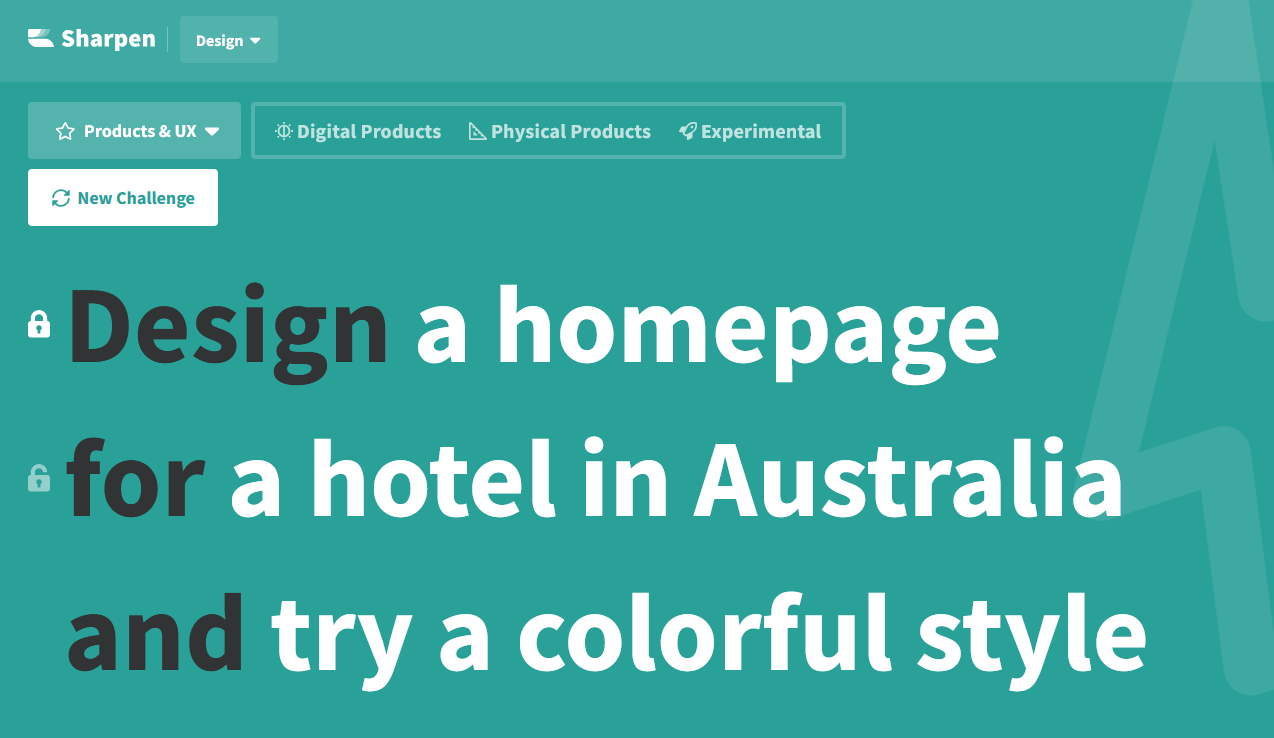 Sharpen Design
Products & UX Digital Products Physical Products Experimental
New Challenge
Design a homepage
for a hotel in Australia
and try a colorful style